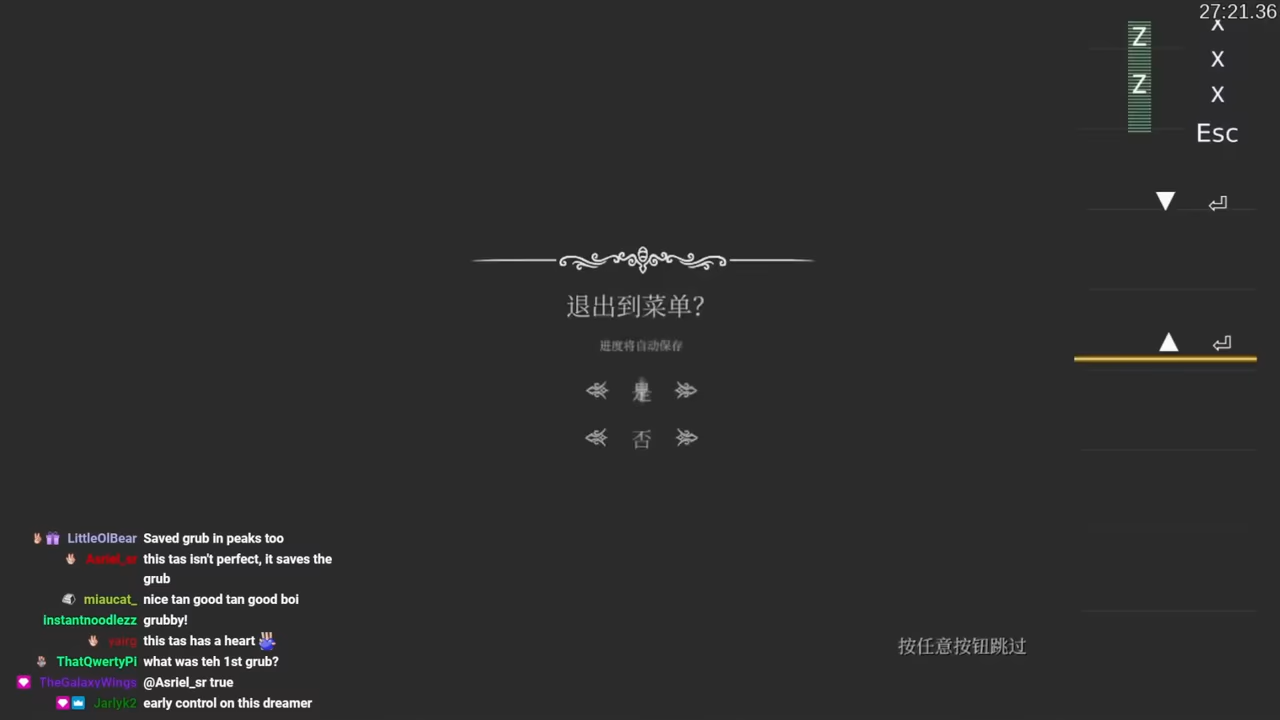 27:21.36
Z
X
X
Z
X
Esc
退出到菜单?
进度将自动保存
是
否
LittleOlBear Saved grub in peaks too
Asriel_sr this tas isn't perfect, it saves the
grub
miaucat_ nice tan good tan good boi
instantnoodlezz grubby!
this tas has a heart
按任意按钮跳过
ThatQwertyPi what was teh 1st grub?
TheGalaxyWings @Asriel_sr true
Jarlyk2 early control on this dreamer